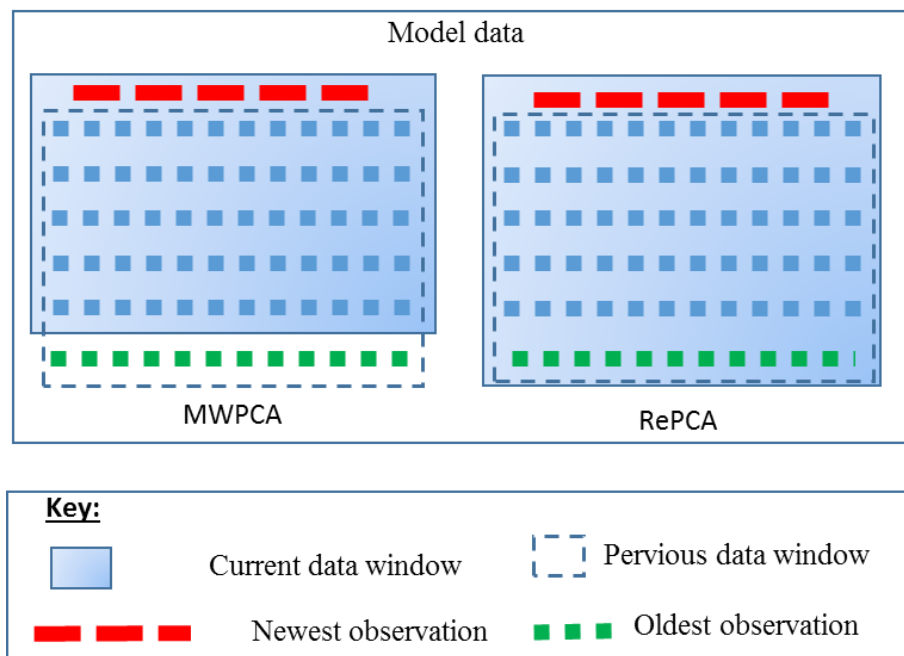 Model data
MWPCA
RePCA
Key:
Current data window
Pervious data window
Newest observation
Oldest observation